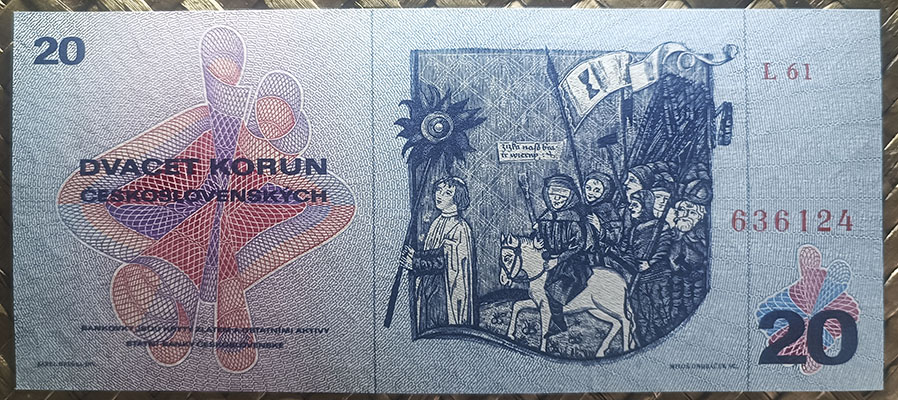 20
DVACET KORUN
ČESKOSLOVENSKÝCH
BANKOVKY JSOU KRYTY ZLATEM A OSTATNÍMI AKTIVY
STÁTNÍ BANKY ČESKOSLOVENSKÉ
L 61
636124
20